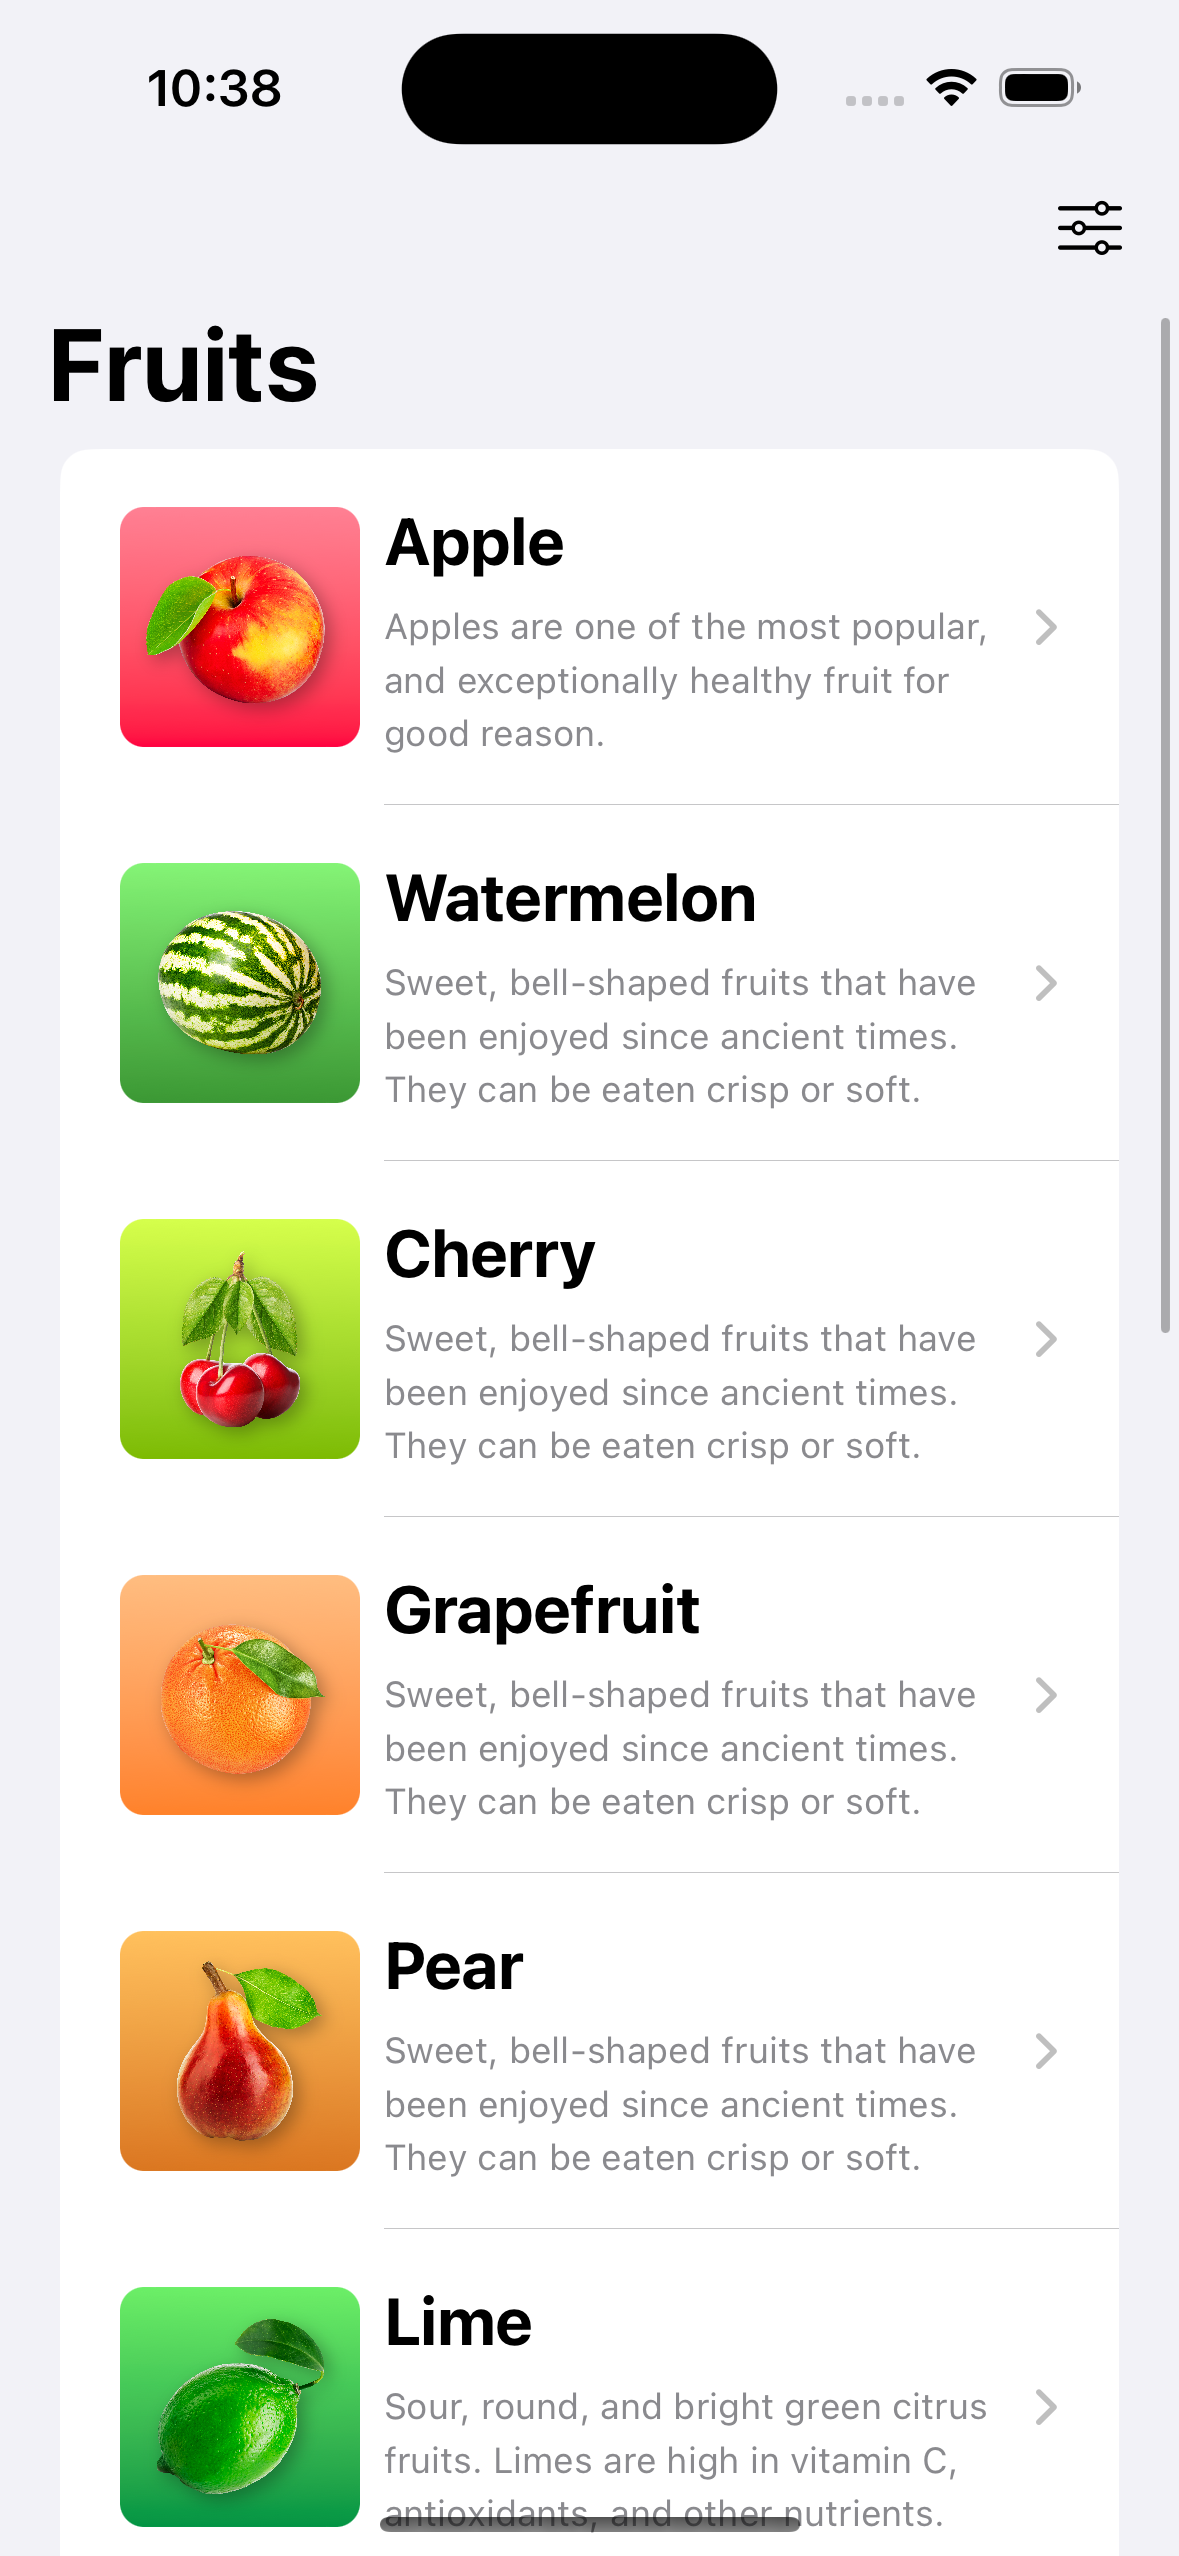 10:38
Fruits
Apple
Apples are one of the most popular,
and exceptionally healthy fruit for
good reason.
Watermelon
Sweet, bell-shaped fruits that have
been enjoyed since ancient times.
They can be eaten crisp or soft.
Cherry
Sweet, bell-shaped fruits that have
been enjoyed since ancient times.
They can be eaten crisp or soft.
Grapefruit
Sweet, bell-shaped fruits that have
been enjoyed since ancient times.
They can be eaten crisp or soft.
Pear
Sweet, bell-shaped fruits that have
been enjoyed since ancient times.
They can be eaten crisp or soft.
Lime
Sour, round, and bright green citrus
fruits. Limes are high in vitamin C,
antioxidants, and other nutrients.